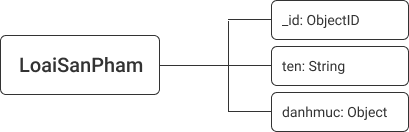 _id: ObjectID
LoaiSanPham
ten: String
danhmuc: Object